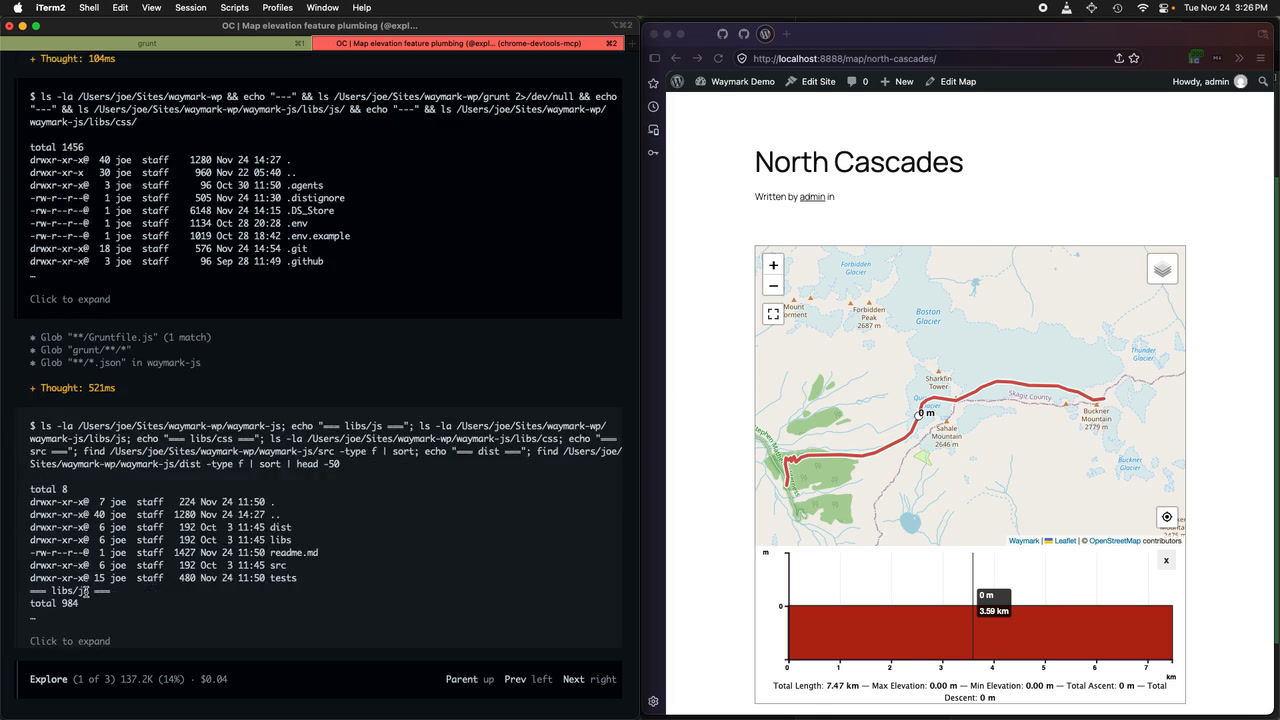 iTerm2 Shell Edit View Session Scripts Profiles Window Help
Tue Nov 24 3:26 PM
OC | Map elevation feature plumbing (@expl...
⌥⌘2
grunt ⌘1
OC | Map elevation feature plumbing (@expl... (chrome-devtools-mcp) ⌘2
+ Thought: 104ms
$ ls -la /Users/joe/Sites/waymark-wp && echo "---" && ls /Users/joe/Sites/waymark-wp/grunt 2>/dev/null && echo
"---" && ls /Users/joe/Sites/waymark-wp/waymark-js/libs/js/ && echo "---" && ls /Users/joe/Sites/waymark-wp/
waymark-js/libs/css/
total 1456
drwxr-xr-x@ 40 joe staff 1280 Nov 24 14:27 .
drwxr-xr-x 30 joe staff 960 Nov 22 05:40 ..
drwxr-xr-x@ 3 joe staff 96 Oct 30 11:50 .agents
-rw-r--r--@ 1 joe staff 505 Nov 24 11:30 .distignore
-rw-r--r--@ 1 joe staff 6148 Nov 24 14:15 .DS_Store
-rw-r--r--@ 1 joe staff 1134 Oct 28 20:28 .env
-rw-r--r--@ 1 joe staff 1019 Oct 28 18:42 .env.example
drwxr-xr-x@ 18 joe staff 576 Nov 24 14:54 .git
drwxr-xr-x@ 3 joe staff 96 Sep 28 11:49 .github
…
Click to expand
✱ Glob "**/Gruntfile.js" (1 match)
✱ Glob "grunt/**/*"
✱ Glob "**/*.json" in waymark-js
+ Thought: 521ms
$ ls -la /Users/joe/Sites/waymark-wp/waymark-js; echo "=== libs/js ==="; ls -la /Users/joe/Sites/waymark-wp/
waymark-js/libs/js; echo "=== libs/css ==="; ls -la /Users/joe/Sites/waymark-wp/waymark-js/libs/css; echo "===
src ==="; find /Users/joe/Sites/waymark-wp/waymark-js/src -type f | sort; echo "=== dist ==="; find /Users/joe/
Sites/waymark-wp/waymark-js/dist -type f | sort | head -50
total 8
drwxr-xr-x@ 7 joe staff 224 Nov 24 11:50 .
drwxr-xr-x@ 40 joe staff 1280 Nov 24 14:27 ..
drwxr-xr-x@ 6 joe staff 192 Oct 3 11:45 dist
drwxr-xr-x@ 6 joe staff 192 Oct 3 11:45 libs
-rw-r--r--@ 1 joe staff 1427 Nov 24 11:50 readme.md
drwxr-xr-x@ 6 joe staff 192 Oct 3 11:45 src
drwxr-xr-x@ 15 joe staff 480 Nov 24 11:50 tests
=== libs/js ===
total 984
…
Click to expand
Explore (1 of 3) 137.2K (14%) · $0.04
Parent up Prev left Next right
http://localhost:8888/map/north-cascades/
Waymark Demo Edit Site 0 New Edit Map
Howdy, admin
North Cascades
Written by admin in
+
−
Forbidden
Glacier
Mount
orment
Forbidden
Peak
2687 m
Boston
Glacier
Thunder
Glacier
Sharkfin
Tower
Skagit County
0 m
Buckner
Mountain
2779 m
Sahale
Mountain
2646 m
Buckner
Glacier
Waymark | Leaflet | © OpenStreetMap contributors
m
x
0
0 m
3.59 km
0 1 2 3 4 5 6 7
km
Total Length: 7.47 km — Max Elevation: 0.00 m — Min Elevation: 0.00 m — Total Ascent: 0 m — Total
Descent: 0 m